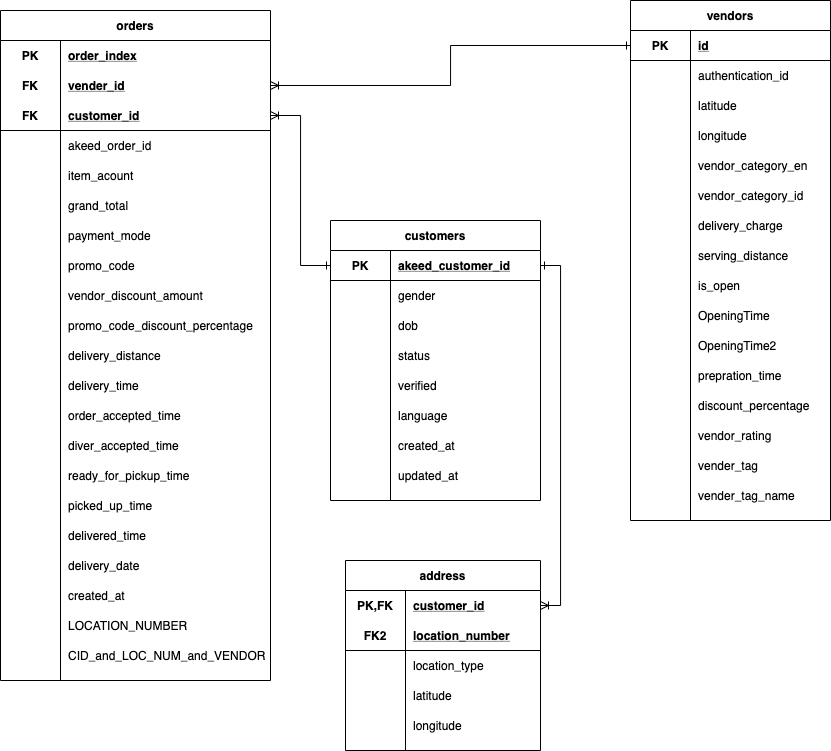 orders
PK order_index
FK vender_id
FK customer_id
akeed_order_id
item_acount
grand_total
payment_mode
promo_code
vendor_discount_amount
promo_code_discount_percentage
delivery_distance
delivery_time
order_accepted_time
diver_accepted_time
ready_for_pickup_time
picked_up_time
delivered_time
delivery_date
created_at
LOCATION_NUMBER
CID_and_LOC_NUM_and_VENDOR
customers
PK akeed_customer_id
gender
dob
status
verified
language
created_at
updated_at
address
PK,FK customer_id
FK2 location_number
location_type
latitude
longitude
vendors
PK id
authentication_id
latitude
longitude
vendor_category_en
vendor_category_id
delivery_charge
serving_distance
is_open
OpeningTime
OpeningTime2
prepration_time
discount_percentage
vendor_rating
vender_tag
vender_tag_name